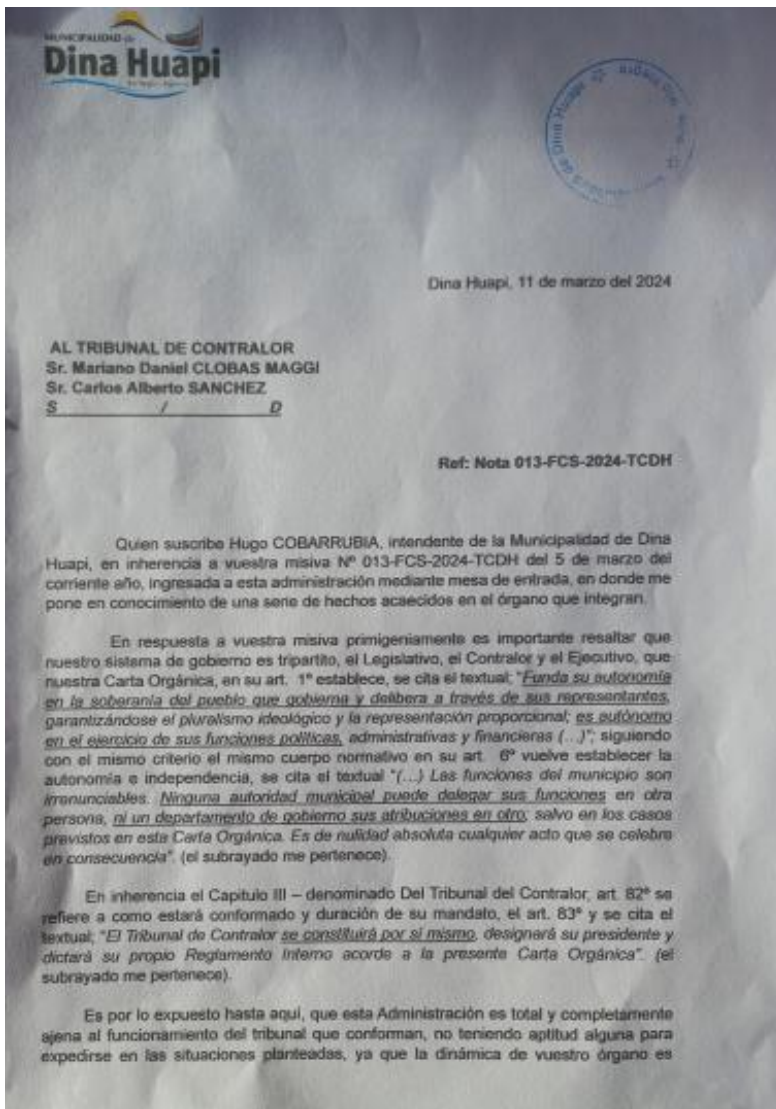 MUNICIPALIDAD de
Dina Huapi
Dina Huapi, 11 de marzo del 2024
AL TRIBUNAL DE CONTRALOR
Sr. Mariano Daniel CLOBAS MAGGI
Sr. Carlos Alberto SANCHEZ
S / D
Ref: Nota 013-FCS-2024-TCDH
Quien suscribe Hugo COBARRUBIA, intendente de la Municipalidad de Dina
Huapi, en inherencia a vuestra misiva Nº 013-FCS-2024-TCDH del 5 de marzo del
corriente año, ingresada a esta administración mediante mesa de entrada, en donde me
pone en conocimiento de una serie de hechos acaecidos en el órgano que integran.
En respuesta a vuestra misiva primigeniamente es importante resaltar que
nuestro sistema de gobierno es tripartito, el Legislativo, el Contralor y el Ejecutivo, que
nuestra Carta Orgánica, en su art. 1º establece, se cita el textual; "Funda su autonomía
en la soberanía del pueblo que gobierna y delibera a través de sus representantes,
garantizándose el pluralismo ideológico y la representación proporcional; es autónomo
en el ejercicio de sus funciones políticas, administrativas y financieras (...)"; siguiendo
con el mismo criterio el mismo cuerpo normativo en su art. 6º vuelve establecer la
autonomía e independencia, se cita el textual "(...) Las funciones del municipio son
irrenunciables. Ninguna autoridad municipal puede delegar sus funciones en otra
persona, ni un departamento de gobierno sus atribuciones en otro, salvo en los casos
previstos en esta Carta Orgánica. Es de nulidad absoluta cualquier acto que se celebre
en consecuencia". (el subrayado me pertenece).
En inherencia el Capitulo III – denominado Del Tribunal del Contralor, art. 82º se
refiere a como estará conformado y duración de su mandato, el art. 83º y se cita el
textual; "El Tribunal de Contralor se constituirá por si mismo, designará su presidente y
dictará su propio Reglamento Interno acorde a la presente Carta Orgánica". (el
subrayado me pertenece).
Es por lo expuesto hasta aquí, que esta Administración es total y completamente
ajena al funcionamiento del tribunal que conforman, no teniendo aptitud alguna para
expedirse en las situaciones planteadas, ya que la dinámica de vuestro órgano es